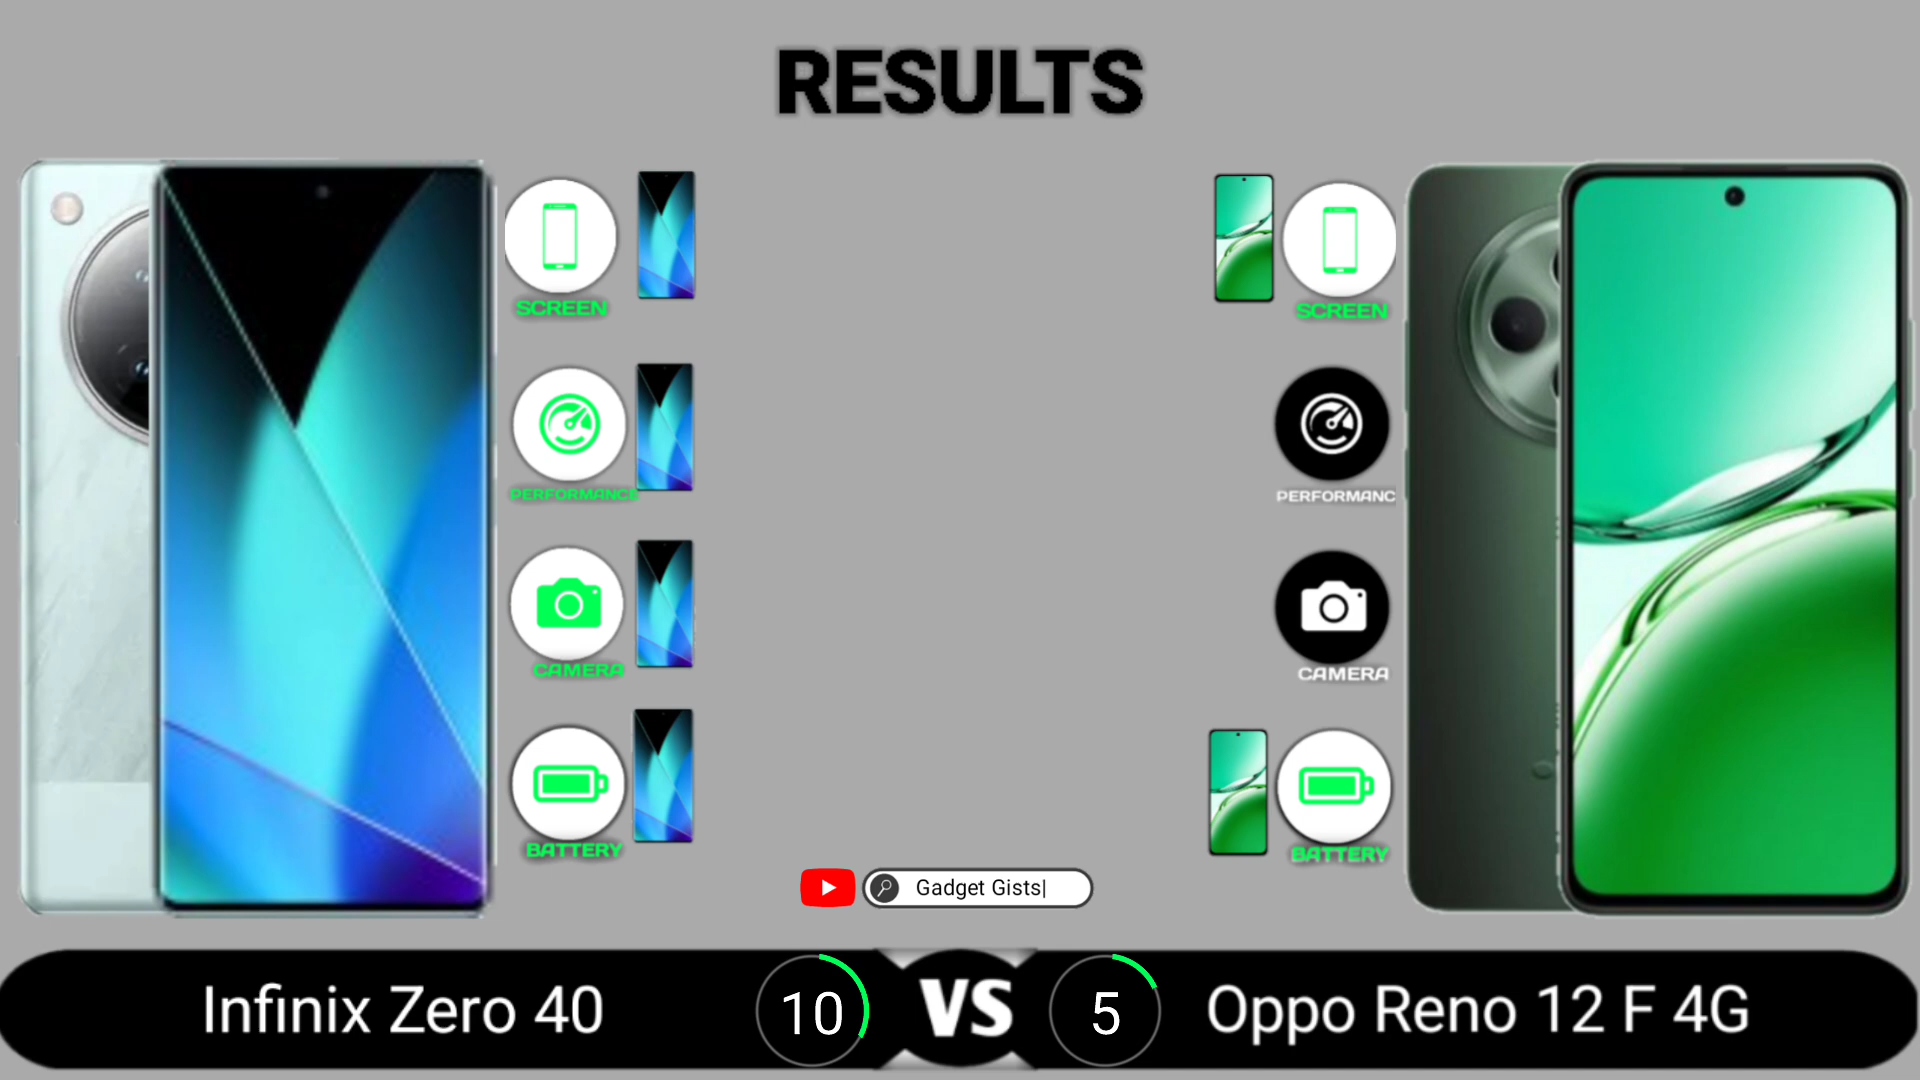 RESULTS
SCREEN
PERFORMANCE
CAMERA
BATTERY
SCREEN
PERFORMANC
CAMERA
BATTERY
Gadget Gists|
Infinix Zero 40
10
VS
5
Oppo Reno 12 F 4G